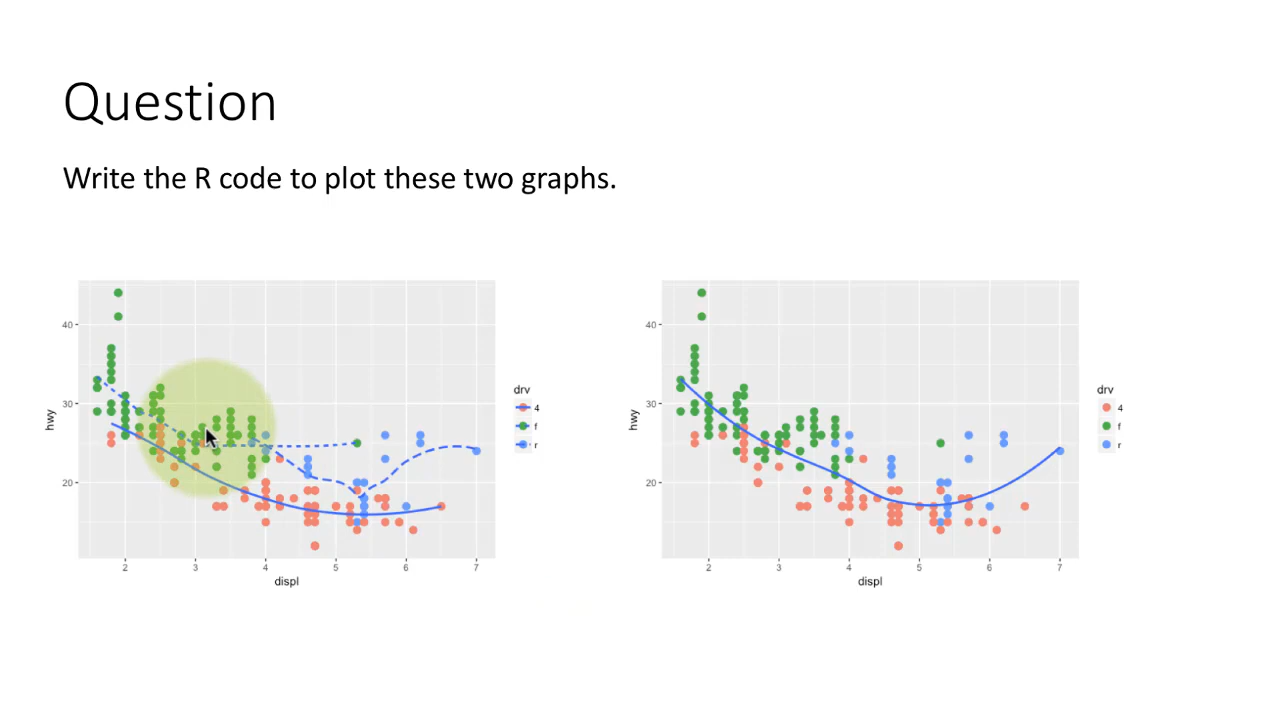 Question
Write the R code to plot these two graphs.
40
30
20
hwy
2 3 4 5 6 7
displ
drv
4
f
r
40
30
20
hwy
2 3 4 5 6 7
displ
drv
4
f
r